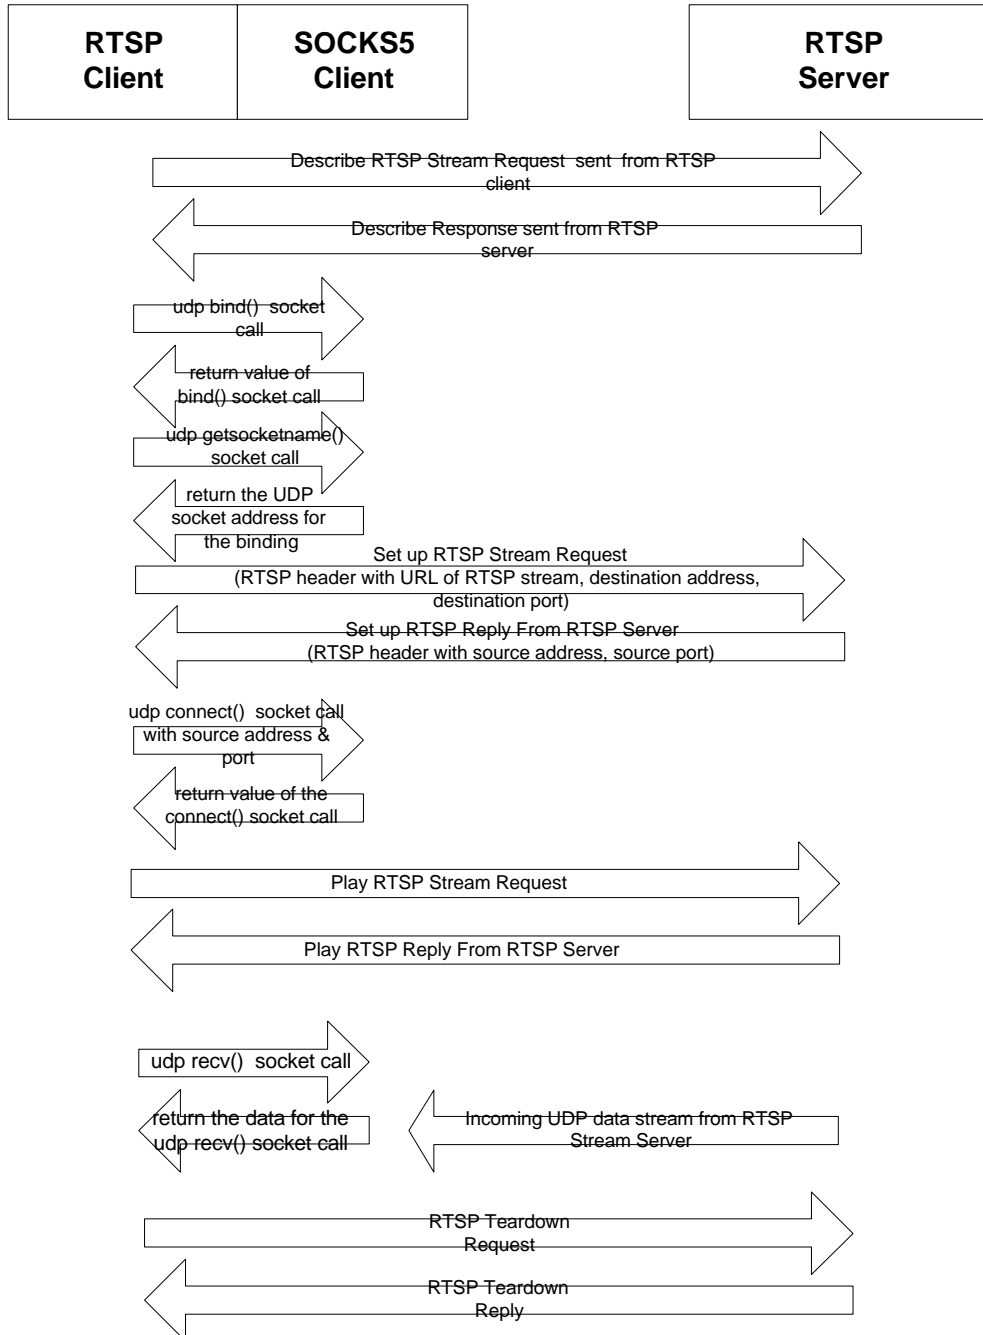 RTSP
Client
SOCKS5
Client
RTSP
Server
Describe RTSP Stream Request sent from RTSP
client
Describe Response sent from RTSP
server
udp bind() socket
call
return value of
bind() socket call
udp getsocketname()
socket call
return the UDP
socket address for
the binding
Set up RTSP Stream Request
(RTSP header with URL of RTSP stream, destination address,
destination port)
Set up RTSP Reply From RTSP Server
(RTSP header with source address, source port)
udp connect() socket call
with source address &
port
return value of the
connect() socket call
Play RTSP Stream Request
Play RTSP Reply From RTSP Server
udp recv() socket call
return the data for the
udp recv() socket call
Incoming UDP data stream from RTSP
Stream Server
RTSP Teardown
Request
RTSP Teardown
Reply